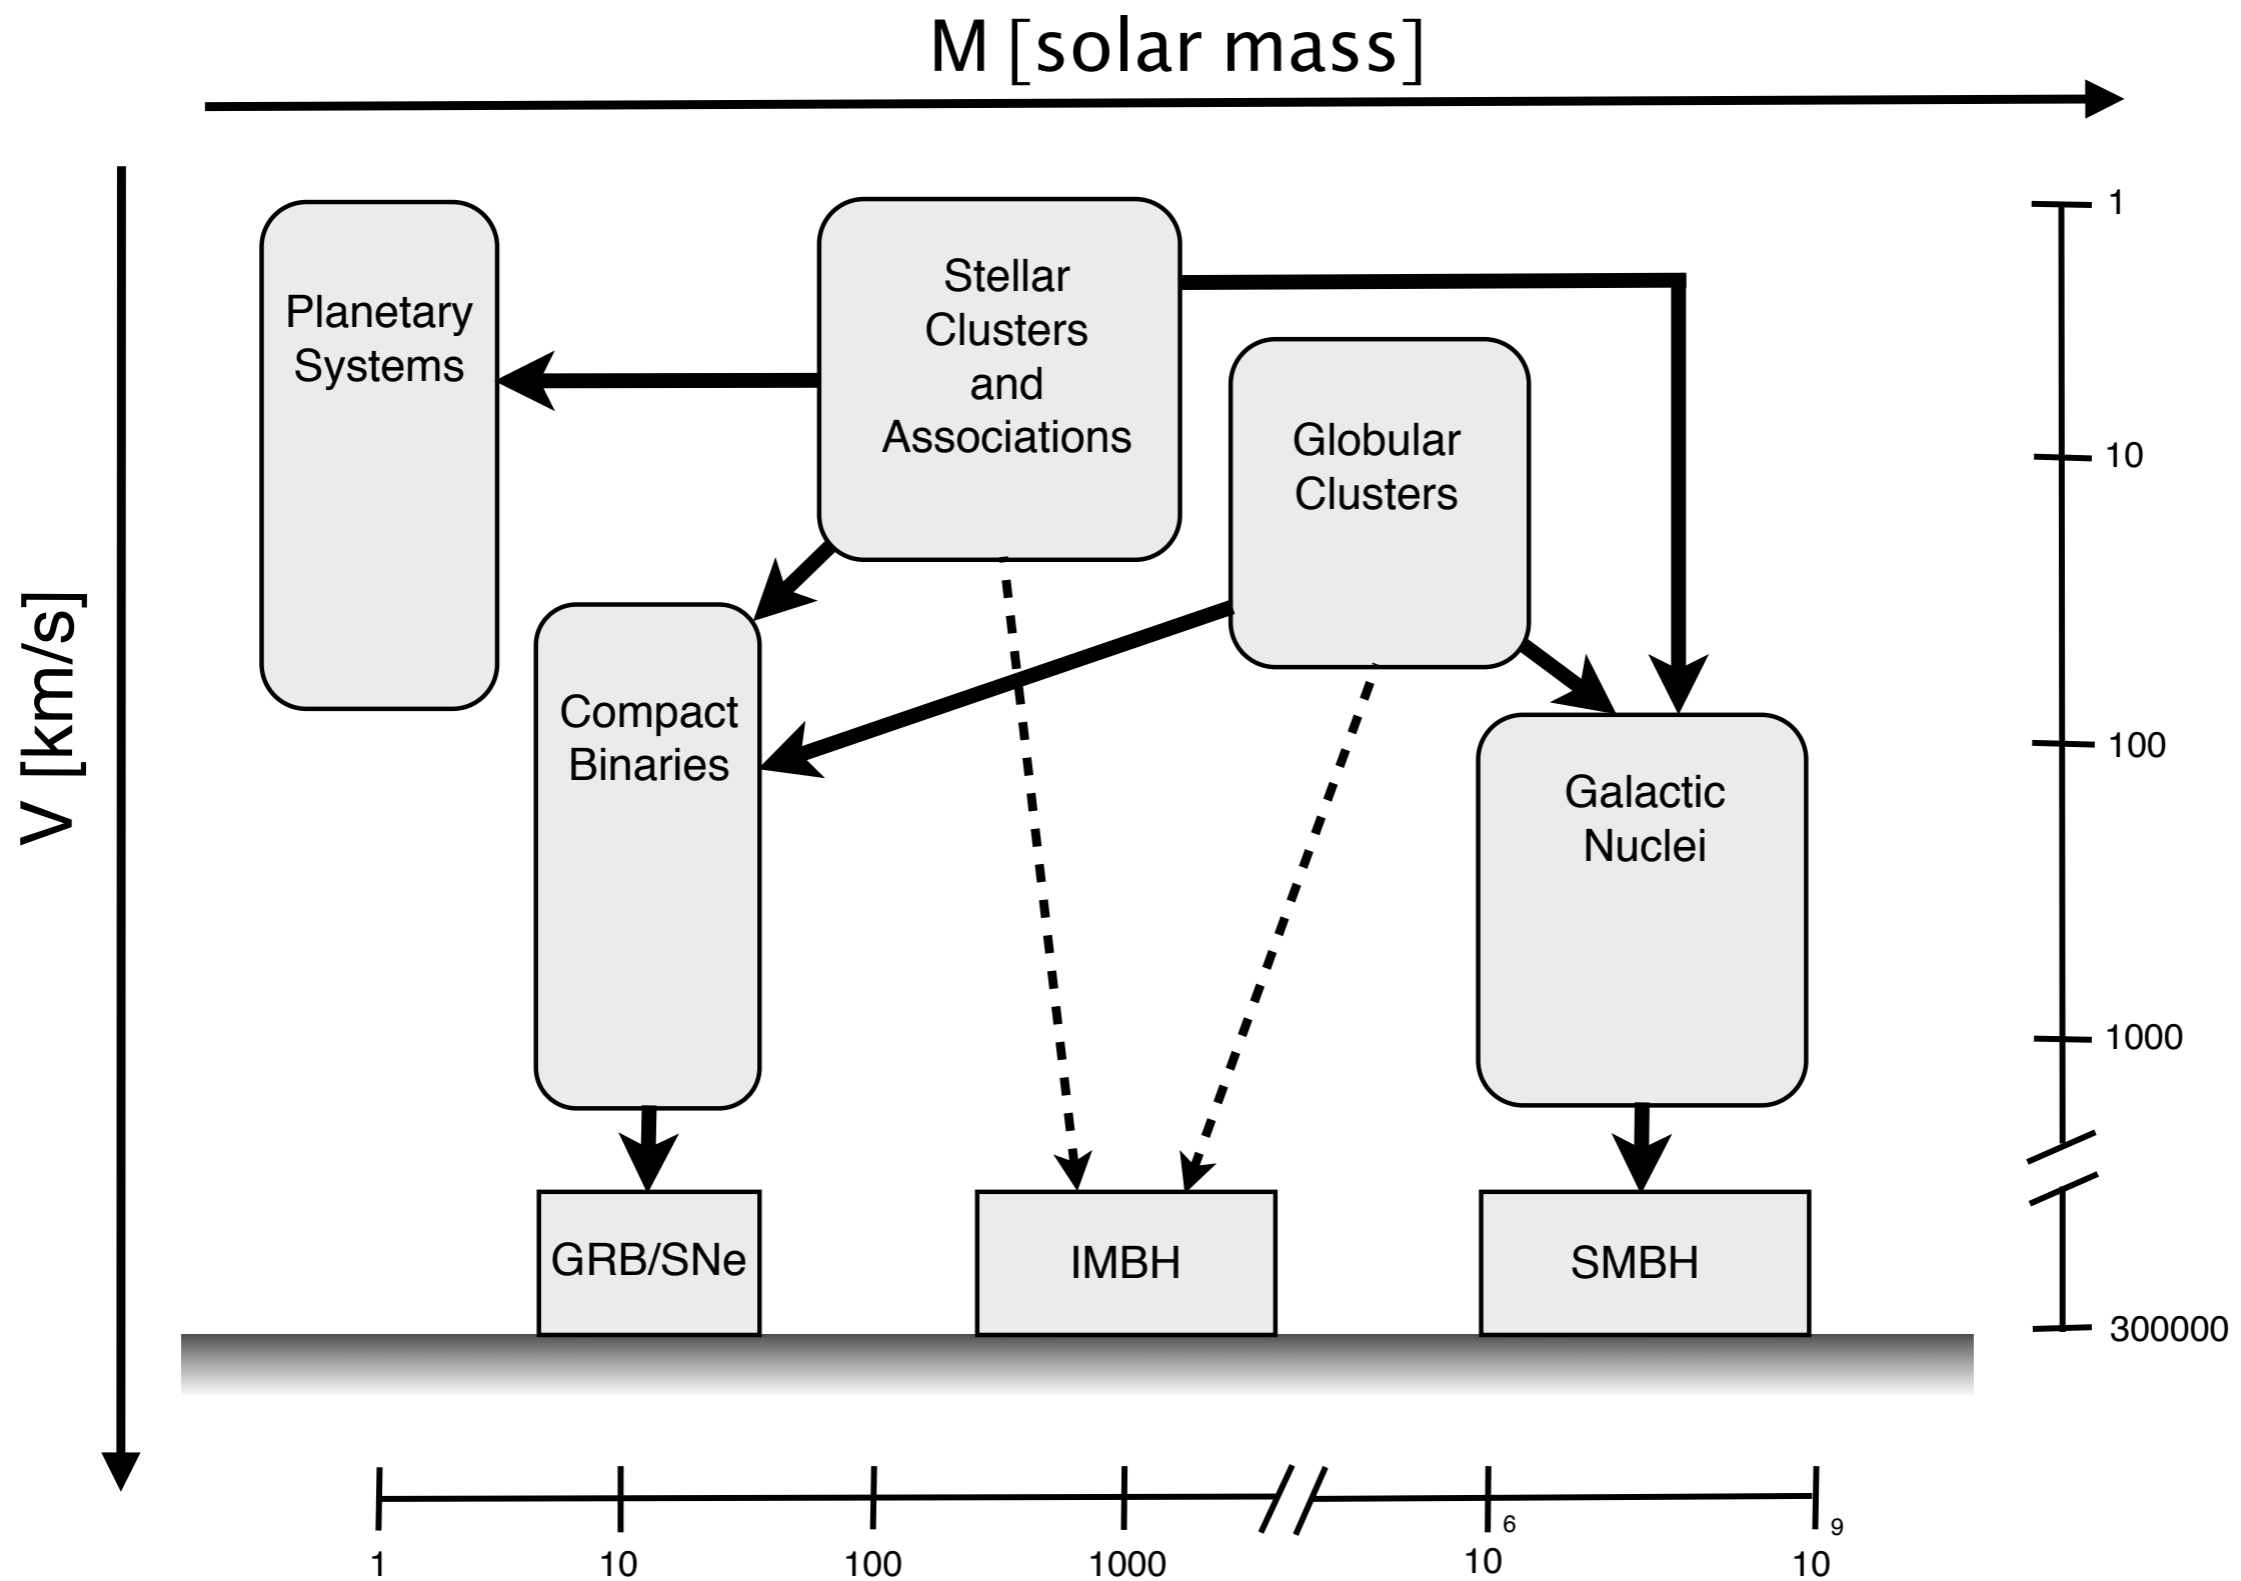 M [solar mass]
V [km/s]
Planetary
Systems
Stellar
Clusters
and
Associations
Globular
Clusters
Compact
Binaries
Galactic
Nuclei
GRB/SNe
IMBH
SMBH
1
10
100
1000
300000
1
10
100
1000
10 6
10 9